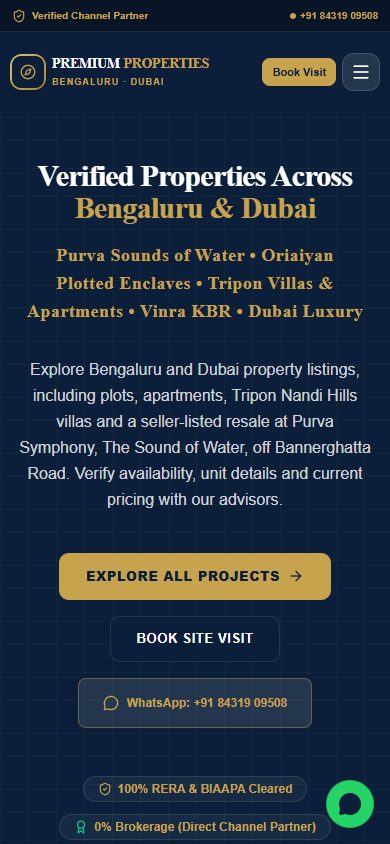 Verified Channel Partner
+91 84319 09508
PREMIUM PROPERTIES
BENGALURU · DUBAI
Book Visit
Verified Properties Across
Bengaluru & Dubai
Purva Sounds of Water • Oriaiyan
Plotted Enclaves • Tripon Villas &
Apartments • Vinra KBR • Dubai Luxury
Explore Bengaluru and Dubai property listings,
including plots, apartments, Tripon Nandi Hills
villas and a seller-listed resale at Purva
Symphony, The Sound of Water, off Bannerghatta
Road. Verify availability, unit details and current
pricing with our advisors.
EXPLORE ALL PROJECTS →
BOOK SITE VISIT
WhatsApp: +91 84319 09508
100% RERA & BIAAPA Cleared
0% Brokerage (Direct Channel Partner)